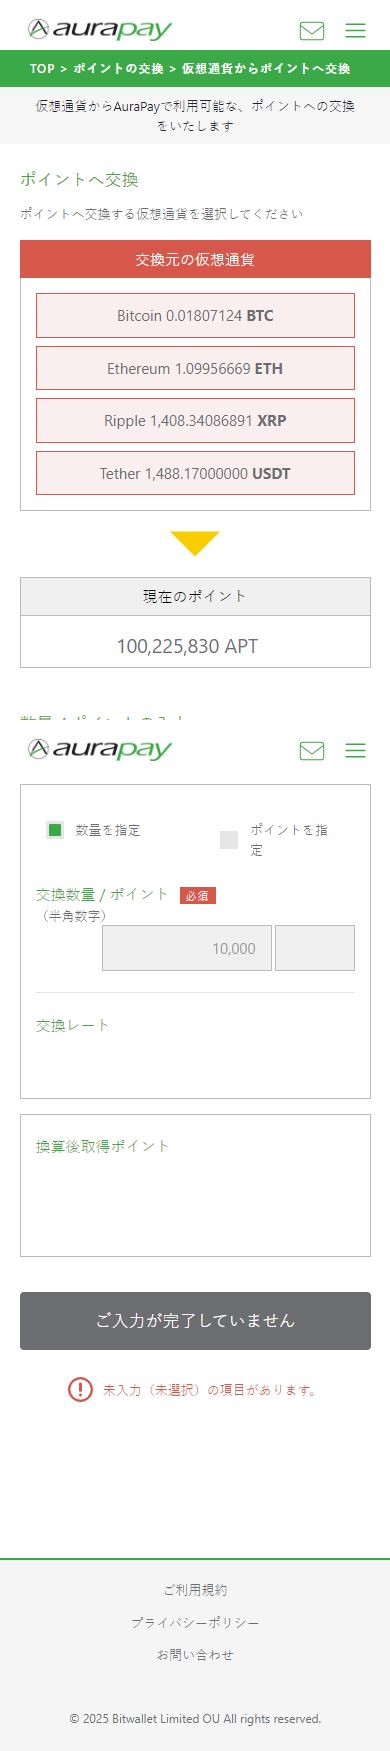 aurapay
TOP > ポイントの交換 > 仮想通貨からポイントへ交換
仮想通貨からAuraPayで利用可能な、ポイントへの交換
をいたします
ポイントへ交換
ポイントへ交換する仮想通貨を選択してください
交換元の仮想通貨
Bitcoin 0.01807124 BTC
Ethereum 1.09956669 ETH
Ripple 1,408.34086891 XRP
Tether 1,488.17000000 USDT
現在のポイント
100,225,830 APT
数量 / ポイントの入力
aurapay
数量を指定
ポイントを指
定
交換数量 / ポイント 必須
（半角数字）
10,000
交換レート
換算後取得ポイント
ご入力が完了していません
未入力（未選択）の項目があります。
ご利用規約
プライバシーポリシー
お問い合わせ
© 2025 Bitwallet Limited OU All rights reserved.